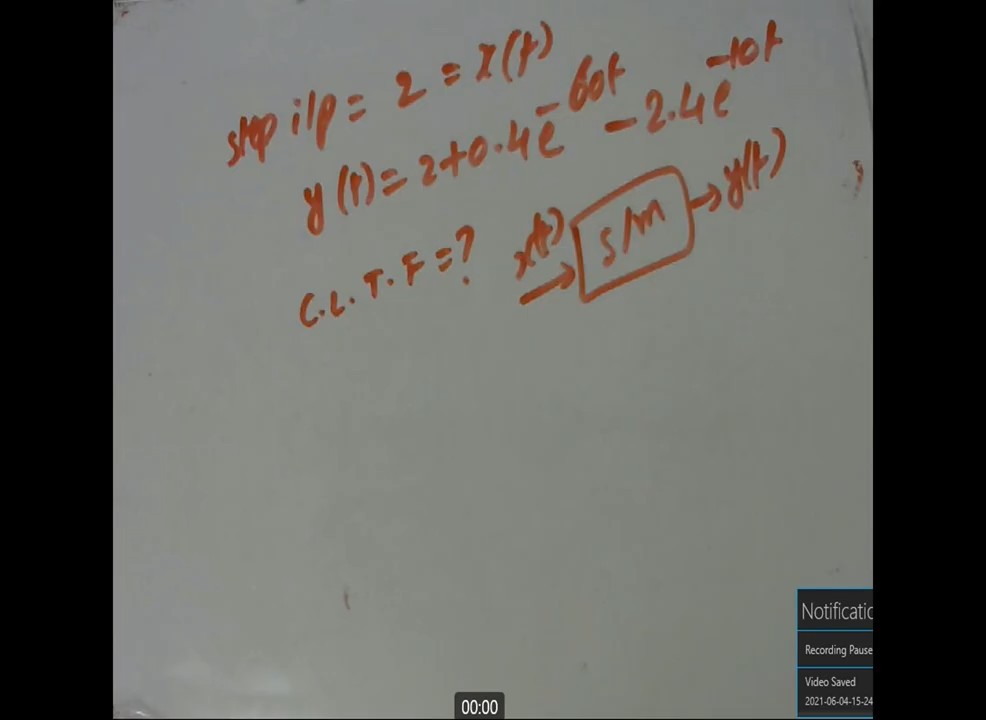 step i/p = 2 = X(t)
y(t) = 2+0.4e^-60t - 2.4e^-10t
C.L.T.F = ?
x(t) → s/m → y(t)
Notificatio
Recording Pause
Video Saved
2021-06-04-15-24
00:00